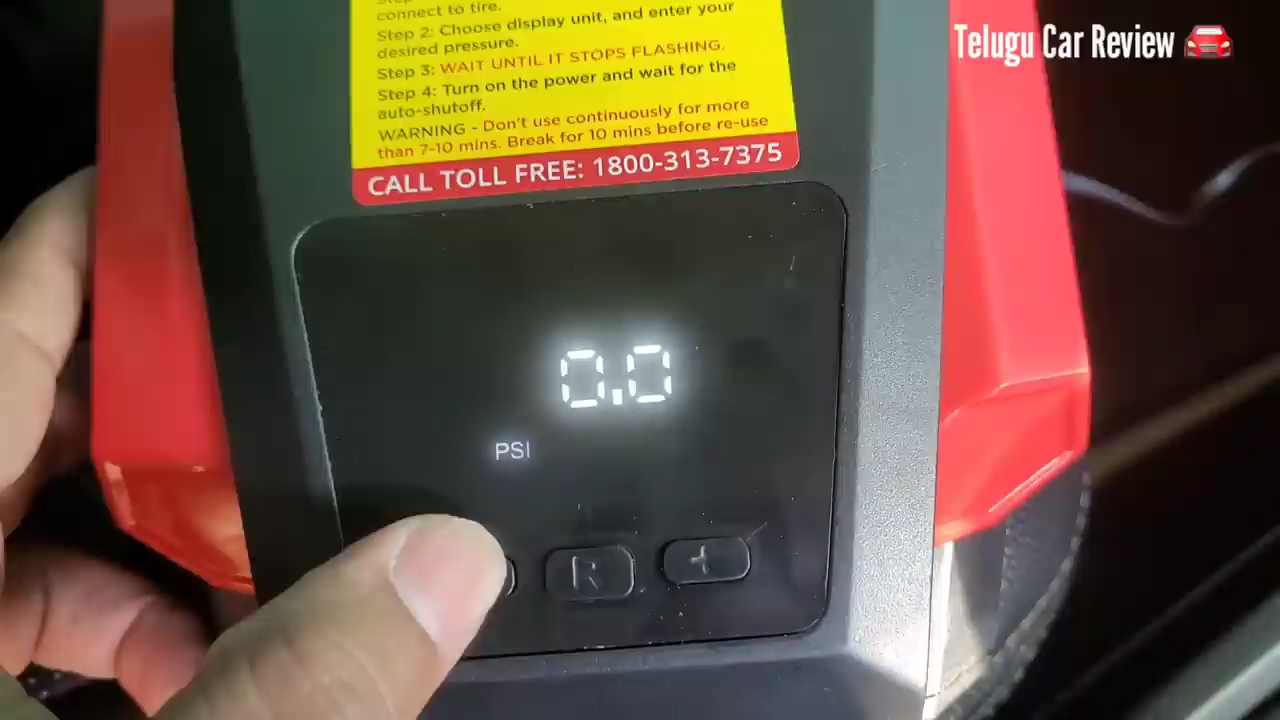 connect to tire.
Step 2: Choose display unit, and enter your
desired pressure.
Step 3: WAIT UNTIL IT STOPS FLASHING.
Step 4: Turn on the power and wait for the
auto-shutoff.
WARNING - Don't use continuously for more
than 7-10 mins. Break for 10 mins before re-use
CALL TOLL FREE: 1800-313-7375
Telugu Car Review
0.0
PSI
R +